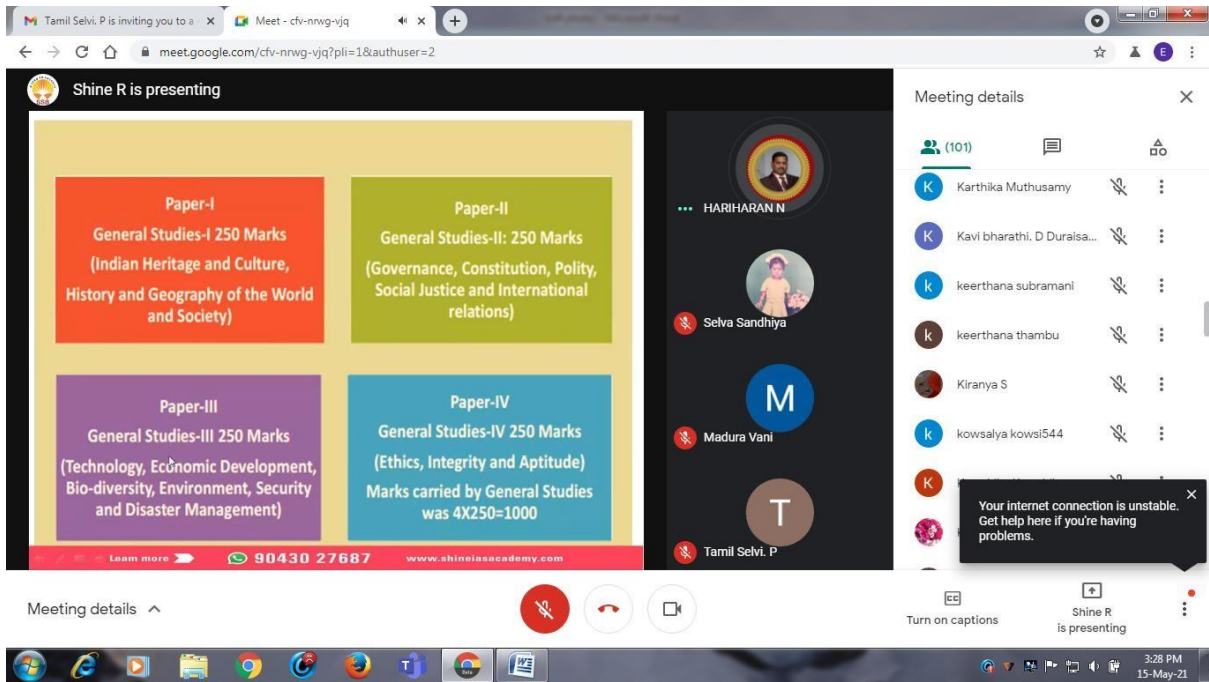 Tamil Selvi. P is inviting you to a
Meet - cfv-nrwg-vjq
meet.google.com/cfv-nrwg-vjq?pli=1&authuser=2
E
Shine R is presenting
Paper-I
General Studies-I 250 Marks
(Indian Heritage and Culture,
History and Geography of the World
and Society)
Paper-II
General Studies-II: 250 Marks
(Governance, Constitution, Polity,
Social Justice and International
relations)
Paper-III
General Studies-III 250 Marks
(Technology, Economic Development,
Bio-diversity, Environment, Security
and Disaster Management)
Paper-IV
General Studies-IV 250 Marks
(Ethics, Integrity and Aptitude)
Marks carried by General Studies
was 4X250=1000
Learn more
90430 27687
www.shineiasacademy.com
HARIHARAN N
Selva Sandhiya
M
Madura Vani
T
Tamil Selvi. P
Meeting details
(101)
K
Karthika Muthusamy
K
Kavi bharathi. D Duraisa...
k
keerthana subramani
k
keerthana thambu
Kiranya S
k
kowsalya kowsi544
K
Your internet connection is unstable.
Get help here if you're having
problems.
Meeting details
CC
Turn on captions
Shine R
is presenting
3:28 PM
15-May-21